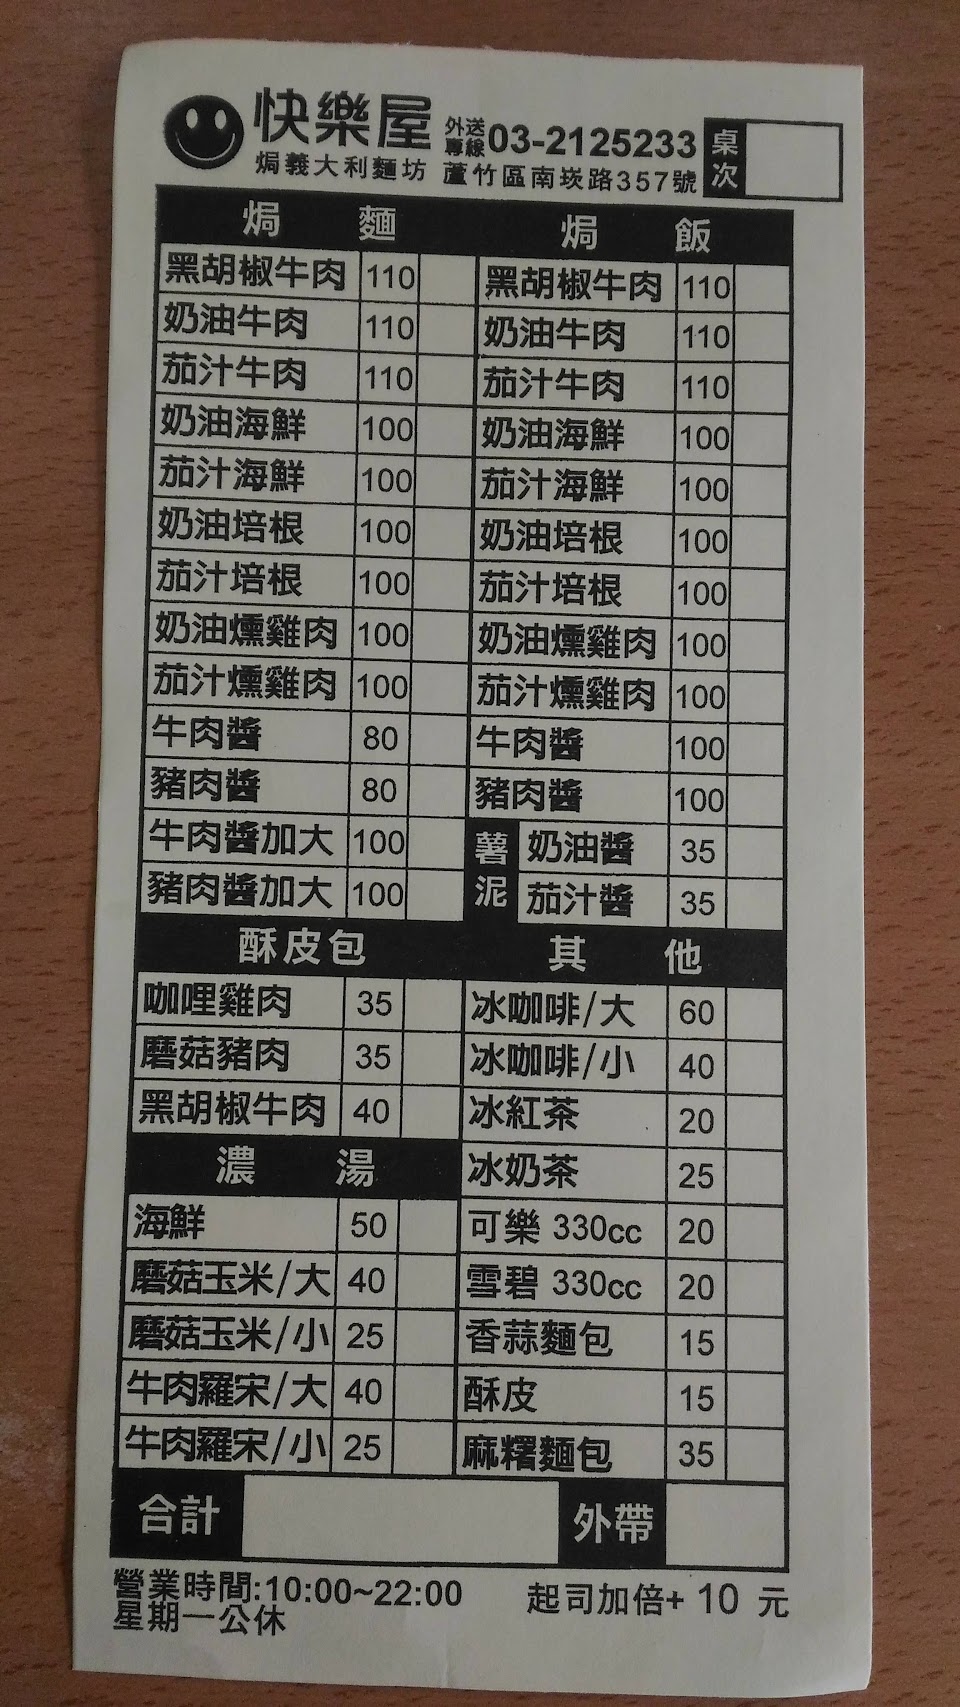 快樂屋 外送專線 03-2125233 桌次
焗義大利麵坊 蘆竹區南崁路357號
焗 麵
黑胡椒牛肉 110
奶油牛肉 110
茄汁牛肉 110
奶油海鮮 100
茄汁海鮮 100
奶油培根 100
茄汁培根 100
奶油燻雞肉 100
茄汁燻雞肉 100
牛肉醬 80
豬肉醬 80
牛肉醬加大 100
豬肉醬加大 100
酥皮包
咖哩雞肉 35
磨菇豬肉 35
黑胡椒牛肉 40
濃 湯
海鮮 50
磨菇玉米/大 40
磨菇玉米/小 25
牛肉羅宋/大 40
牛肉羅宋/小 25
焗 飯
黑胡椒牛肉 110
奶油牛肉 110
茄汁牛肉 110
奶油海鮮 100
茄汁海鮮 100
奶油培根 100
茄汁培根 100
奶油燻雞肉 100
茄汁燻雞肉 100
牛肉醬 100
豬肉醬 100
薯泥
奶油醬 35
茄汁醬 35
其 他
冰咖啡/大 60
冰咖啡/小 40
冰紅茶 20
冰奶茶 25
可樂 330cc 20
雪碧 330cc 20
香蒜麵包 15
酥皮 15
麻糬麵包 35
合計 外帶
營業時間:10:00~22:00 起司加倍+ 10 元
星期一公休